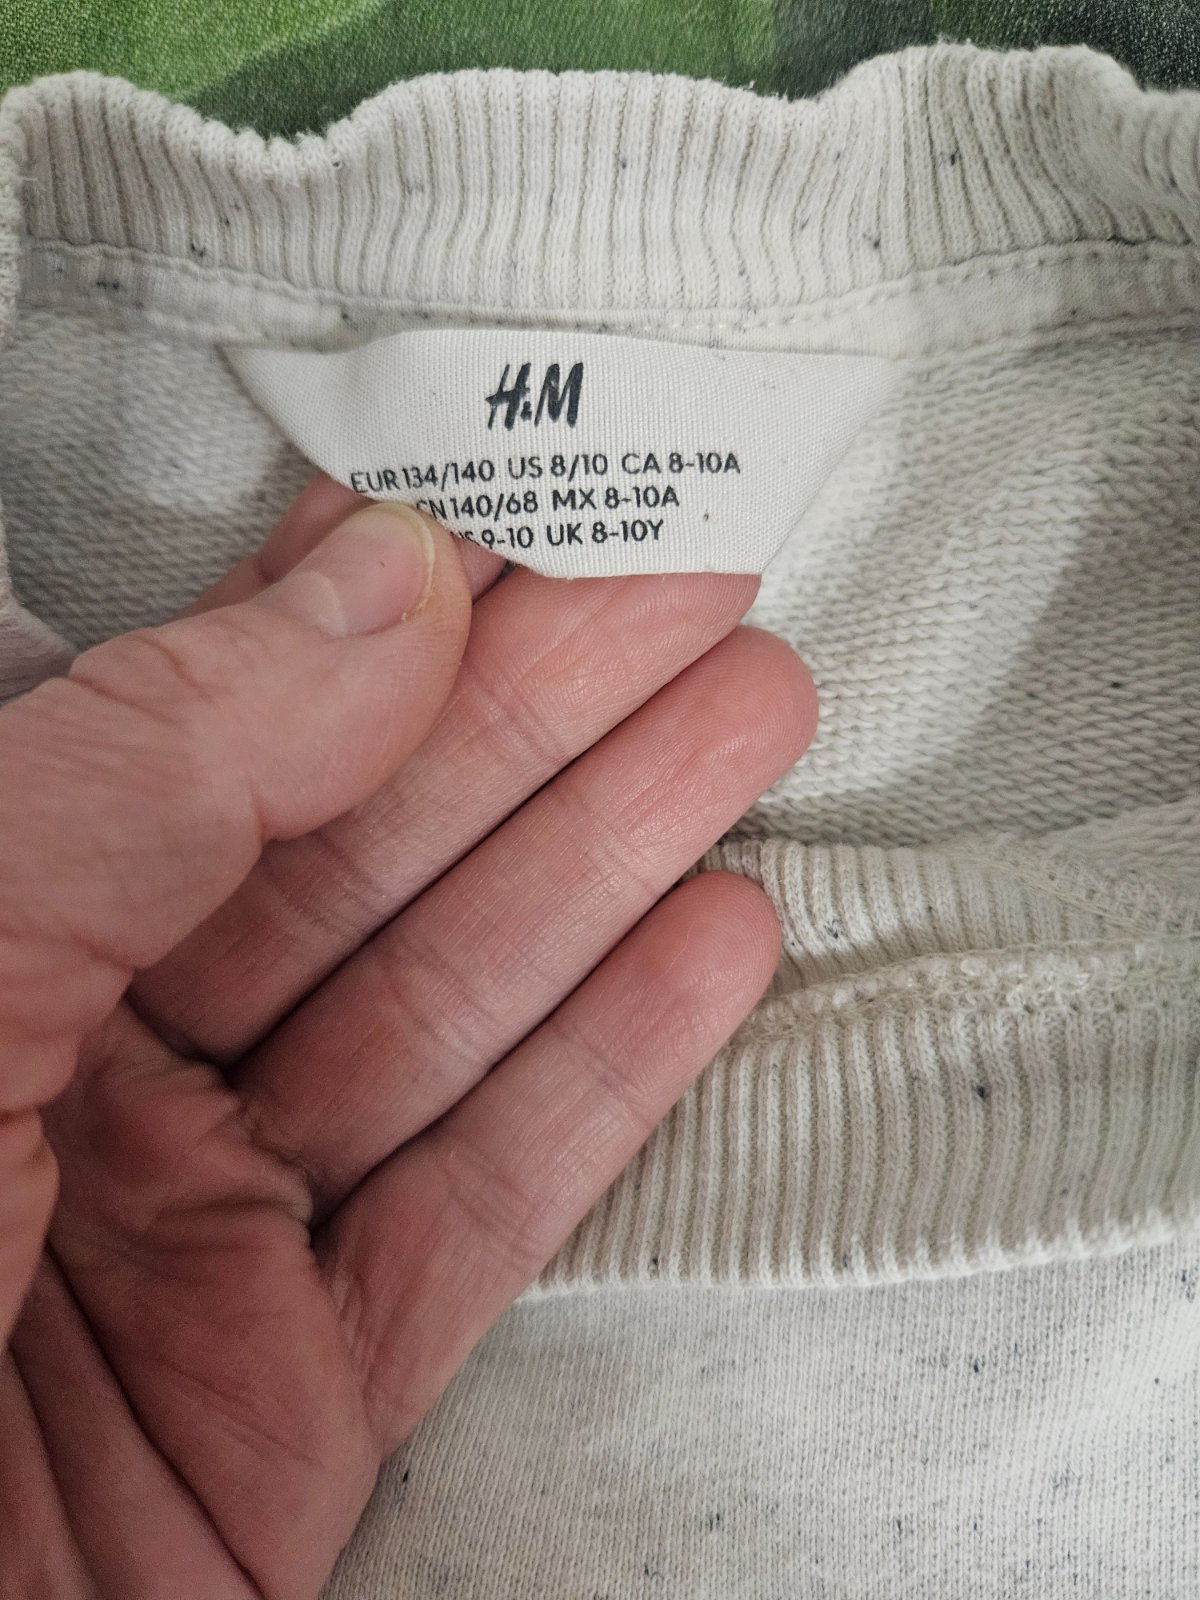 H&M
EUR 134/140 US 8/10 CA 8-10A
CN 140/68 MX 8-10A
9-10 UK 8-10Y